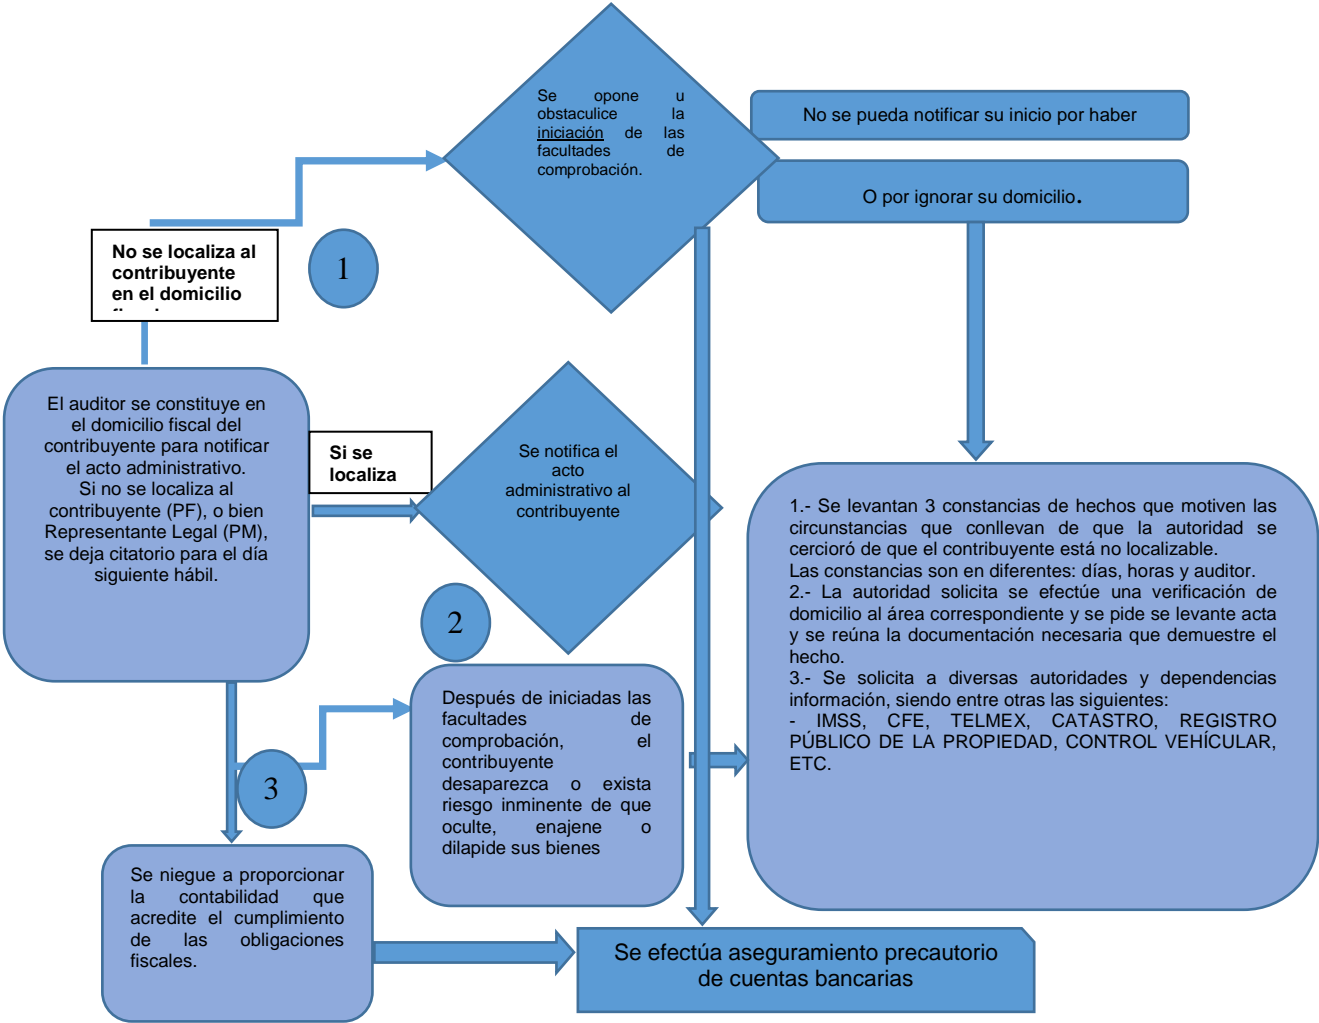 Se opone u
obstaculice la
iniciación de las
facultades de
comprobación.
No se pueda notificar su inicio por haber
O por ignorar su domicilio.
No se localiza al
contribuyente
en el domicilio
1
El auditor se constituye en
el domicilio fiscal del
contribuyente para notificar
el acto administrativo.
Si no se localiza al
contribuyente (PF), o bien
Representante Legal (PM),
se deja citatorio para el día
siguiente hábil.
Si se
localiza
Se notifica el
acto
administrativo al
contribuyente
1.- Se levantan 3 constancias de hechos que motiven las
circunstancias que conllevan de que la autoridad se
cercioró de que el contribuyente está no localizable.
Las constancias son en diferentes: días, horas y auditor.
2.- La autoridad solicita se efectúe una verificación de
domicilio al área correspondiente y se pide se levante acta
y se reúna la documentación necesaria que demuestre el
hecho.
3.- Se solicita a diversas autoridades y dependencias
información, siendo entre otras las siguientes:
- IMSS, CFE, TELMEX, CATASTRO, REGISTRO
PÚBLICO DE LA PROPIEDAD, CONTROL VEHÍCULAR,
ETC.
2
Después de iniciadas las
facultades de
comprobación, el
contribuyente
desaparezca o exista
riesgo inminente de que
oculte, enajene o
dilapide sus bienes
3
Se niegue a proporcionar
la contabilidad que
acredite el cumplimiento
de las obligaciones
fiscales.
Se efectúa aseguramiento precautorio
de cuentas bancarias